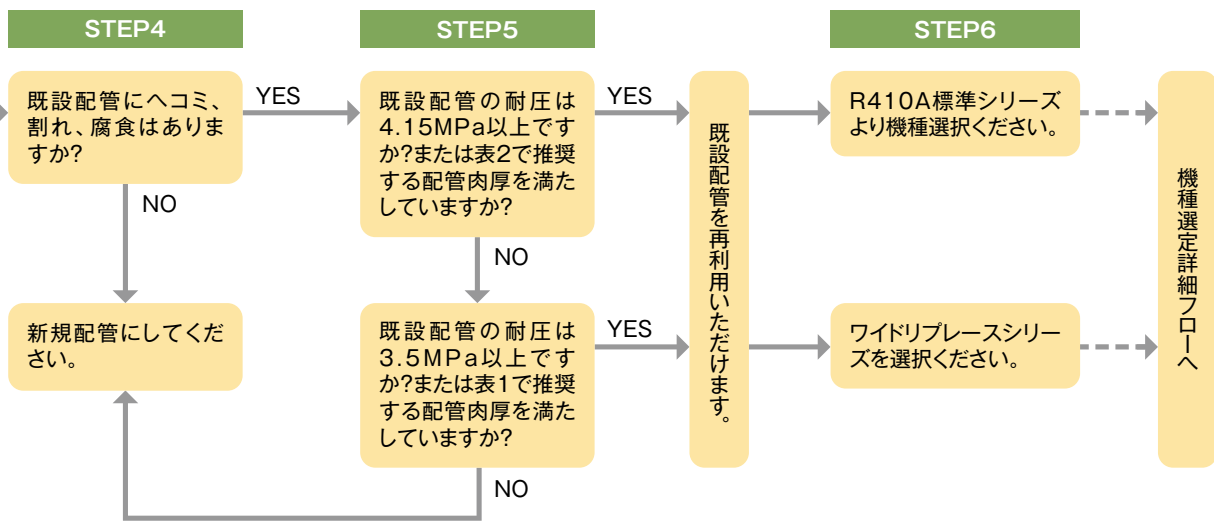 STEP4
既設配管にヘコミ、
割れ、腐食はありま
すか?
YES
NO
新規配管にしてくだ
さい。
STEP5
既設配管の耐圧は
4.15MPa以上です
か?または表2で推奨
する配管肉厚を満た
していますか?
YES
NO
既設配管の耐圧は
3.5MPa以上です
か?または表1で推奨
する配管肉厚を満た
していますか?
YES
NO
既設配管を再利用いただけます。
STEP6
R410A標準シリーズ
より機種選択ください。
ワイドリプレースシリー
ズを選択ください。
機種選定詳細フローへ